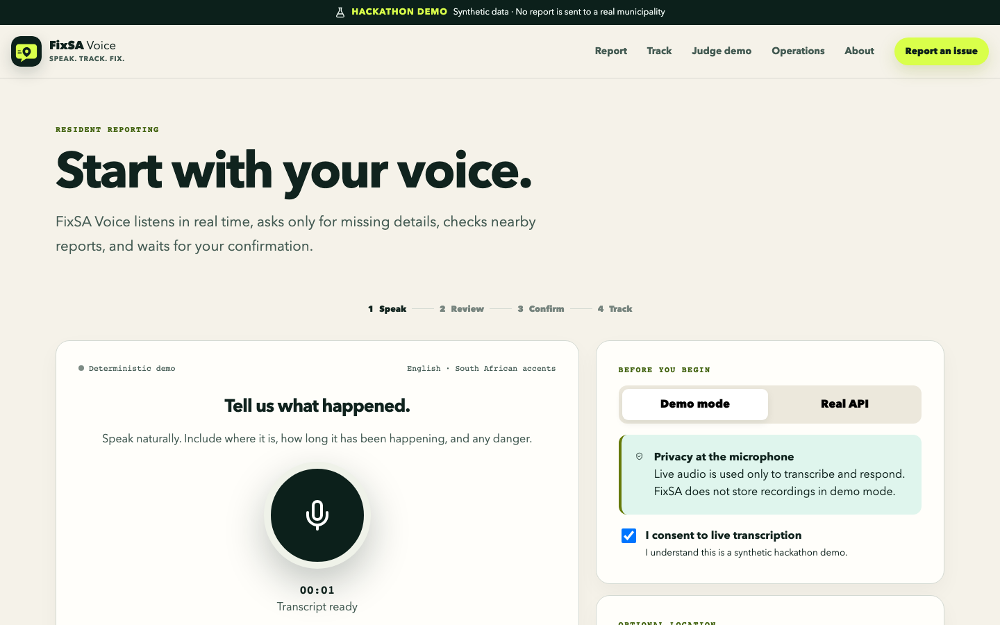 HACKATHON DEMO Synthetic data · No report is sent to a real municipality
FixSA Voice
SPEAK. TRACK. FIX.
Report Track Judge demo Operations About Report an issue
RESIDENT REPORTING
Start with your voice.
FixSA Voice listens in real time, asks only for missing details, checks nearby
reports, and waits for your confirmation.
1 Speak 2 Review 3 Confirm 4 Track
Deterministic demo English · South African accents
Tell us what happened.
Speak naturally. Include where it is, how long it has been happening, and any danger.
00:01
Transcript ready
BEFORE YOU BEGIN
Demo mode Real API
Privacy at the microphone
Live audio is used only to transcribe and respond.
FixSA does not store recordings in demo mode.
I consent to live transcription
I understand this is a synthetic hackathon demo.
OPTIONAL LOCATION